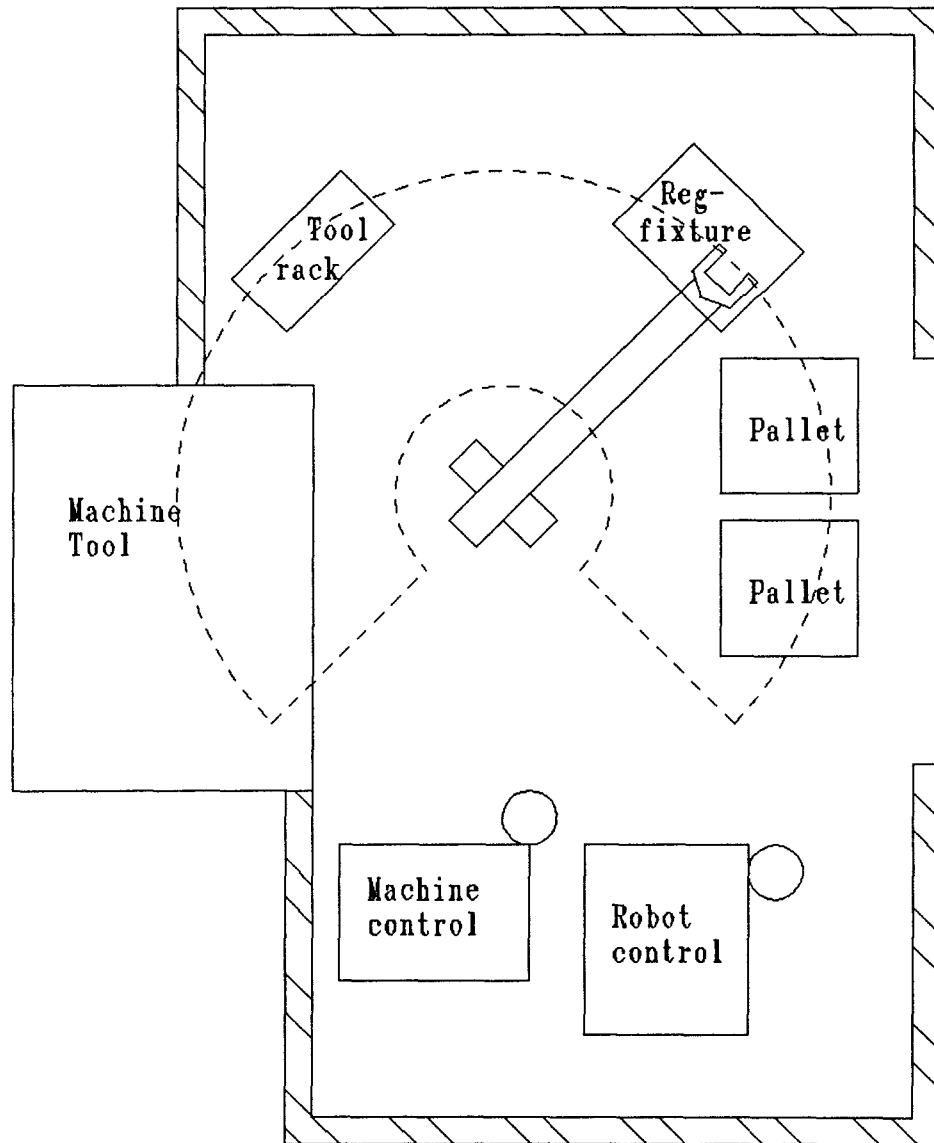 Tool
rack
Reg-
fixture
Pallet
Machine
Tool
Pallet
Machine
control
Robot
control